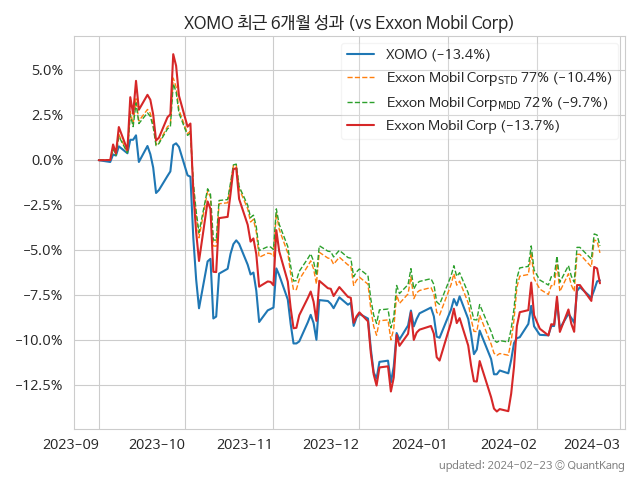 XOMO 최근 6개월 성과 (vs Exxon Mobil Corp)
XOMO (−13.4%)
Exxon Mobil CorpSTD 77% (−10.4%)
Exxon Mobil CorpMDD 72% (−9.7%)
Exxon Mobil Corp (−13.7%)
5.0%
2.5%
0.0%
−2.5%
−5.0%
−7.5%
−10.0%
−12.5%
2023-09 2023-10 2023-11 2023-12 2024-01 2024-02 2024-03
updated: 2024-02-23 © QuantKang